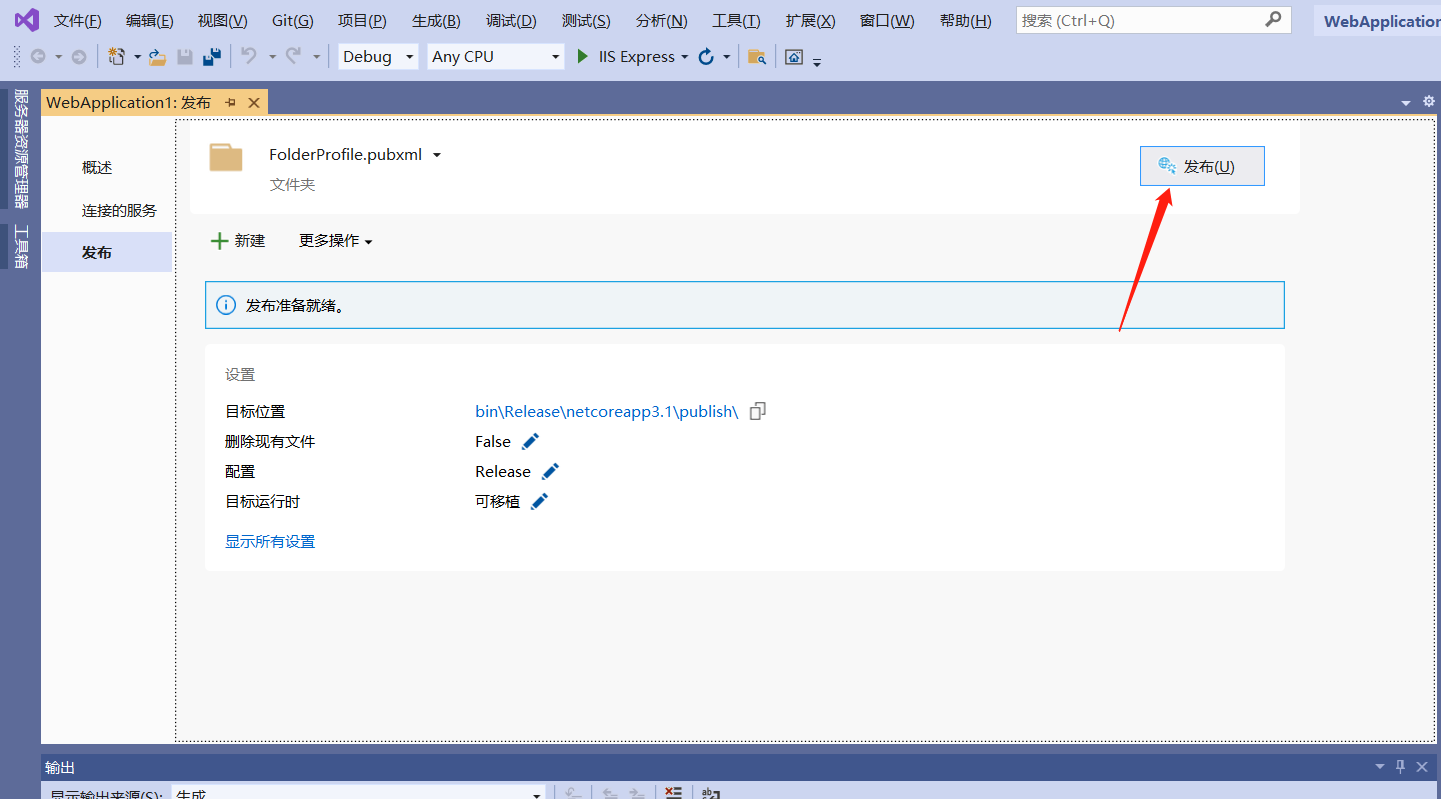 文件(F) 编辑(E) 视图(V) Git(G) 项目(P) 生成(B) 调试(D) 测试(S) 分析(N) 工具(T) 扩展(X) 窗口(W) 帮助(H) 搜索 (Ctrl+Q) WebApplication
Debug Any CPU IIS Express
服务器资源管理器
工具箱
WebApplication1: 发布
概述
连接的服务
发布
FolderProfile.pubxml
文件夹
发布(U)
新建 更多操作
发布准备就绪。
设置
目标位置 bin\Release\netcoreapp3.1\publish\
删除现有文件 False
配置 Release
目标运行时 可移植
显示所有设置
输出
显示输出来源(S): 生成